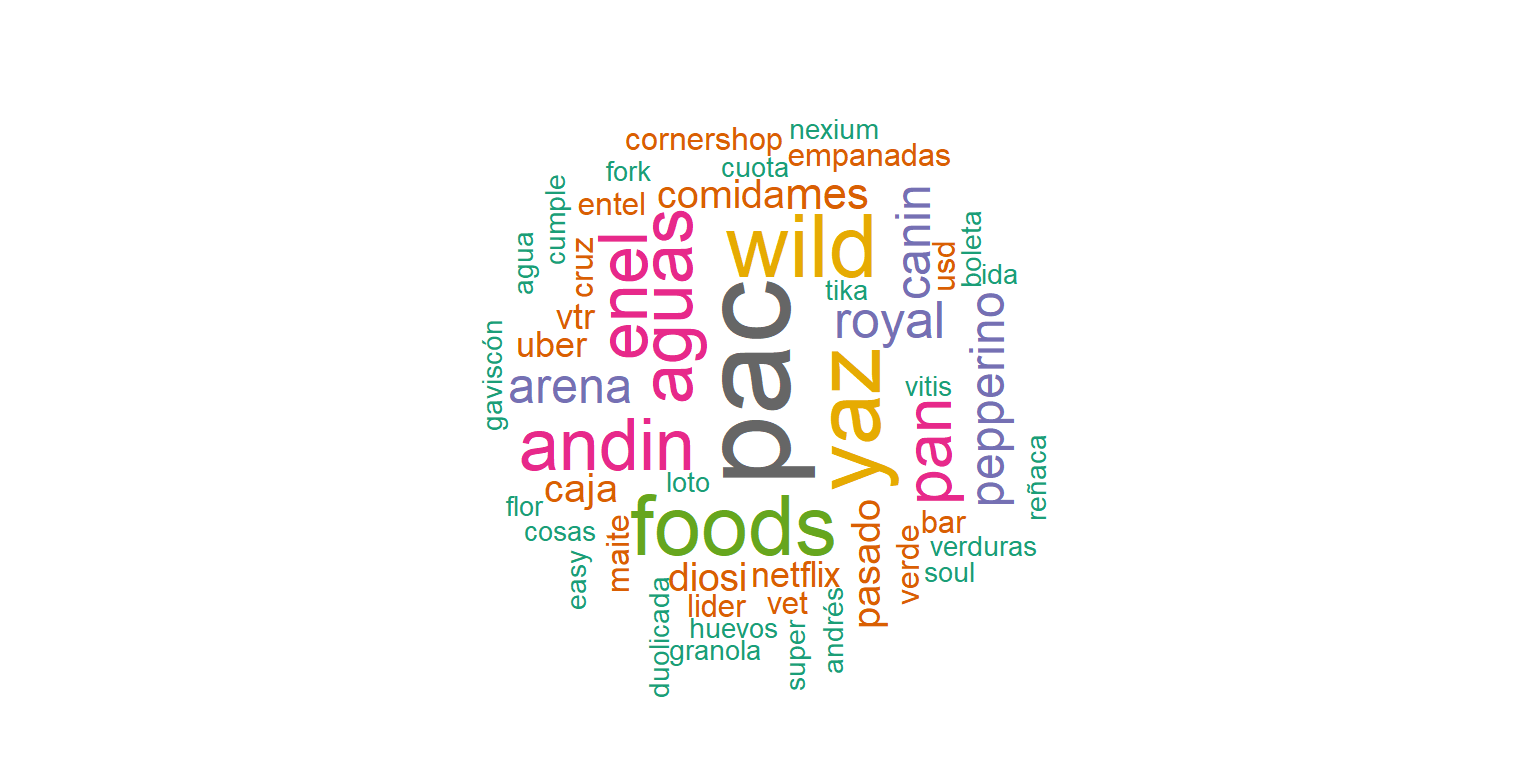 nexium
cornershop
empanadas
cuota
fork
comida
mes
entel
cumple
canin
aguas
wild
boleta
enel
agua
cruz
usd
ida
tika
pac
vtr
royal
pepperino
uber
gaviscón
arena
yaz
vitis
pani
andin
reñaca
loto
caja
flor
foods
pasado
bar
cosas
maite
verde
verduras
easy
diosi
netflix
soul
lider
vet
duolicada
huevos
andrés
granola
super